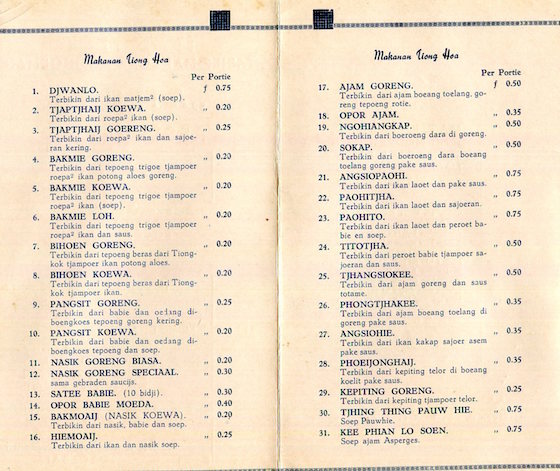 Makanan Tiong Hoa
Per Portie
1. DJWANLO. ƒ 0.75
Terbikin dari ikan matjem² (soep).
2. TJAPTJHAIJ KOEWA. „ 0.20
Terbikin dari roepa² ikan (soep).
3. TJAPTJHAIJ GOERENG. „ 0.25
Terbikin dari roepa² ikan dan sajoe-
ran kering.
4. BAKMIE GORENG. „ 0.20
Terbikin dari tepoeng trigoe tjampoer
roepa² ikan potong aloes goreng.
5. BAKMIE KOEWA. „ 0.20
Terbikin dari tepoeng trigoe tjampoer
roepa² ikan (soep).
6. BAKMIE LOH. „ 0.20
Terbikin dari tepoeng trigoe tjampoer
roepa² ikan dan saus.
7. BIHOEN GORENG. „ 0.20
Terbikin dari tepoeng beras dari Tiong-
kok tjampoer ikan potong aloes.
8. BIHOEN KOEWA. „ 0.20
Terbikin dari tepoeng beras dari Tiong-
kok tjampoer ikan.
9. PANGSIT GORENG. „ 0.25
Terbikin dari babie dan oedang di-
boengkoes tepoeng goreng kering.
10. PANGSIT KOEWA. „ 0.20
Terbikin dari babie dan oedang di-
boengkoes tepoeng dan soep.
11. NASIK GORENG BIASA. „ 0.20
12. NASIK GORENG SPECIAAL. „ 0.30
sama gebraden saucijs.
13. SATEE BABIE. (10 bidji). „ 0.30
14. OPOR BABIE MOEDA. „ 0.40
15. BAKMOAIJ (NASIK KOEWA). „ 0.20
Terbikin dari nasik, babie dan soep.
16. HIEMOAIJ. „ 0.25
Terbikin dari ikan dan nasik soep.
Makanan Tiong Hoa
Per Portie
17. AJAM GORENG. ƒ 0.50
Terbikin dari ajam boeang toelang, go-
reng tepoeng rotie.
18. OPOR AJAM. „ 0.35
19. NGOHIANGKAP. „ 0.50
Terbikin dari boeroeng dara di goreng.
20. SOKAP. „ 0.50
Terbikin dari boeroeng dara boeang
toelang goreng pake saus.
21. ANGSIOPAOHI. „ 0.75
Terbikin dari ikan laoet dan pake saus.
22. PAOHITJHA. „ 0.75
Terbikin dari ikan laoet dan sajoeran.
23. PAOHITO. „ 0.75
Terbikin dari ikan laoet dan peroet ba-
bie en soep.
24. TITOTJHA. „ 0.50
Terbikin dari peroet babie tjampoer sa-
joeran dan saus.
25. TJHANGSIOKEE. „ 0.50
Terbikin dari ajam goreng dan saus
totame.
26. PHONGTJHAKEE. „ 0.35
Terbikin dari ajam boeang toelang di
goreng pake saus.
27. ANGSIOHIE. „ 0.35
Terbikin dari ikan kakap sajoer asem
pake saus.
28. PHOEIJONGHAIJ. „ 0.35
Terbikin dari kepiting telor di boeang
koelit pake saus.
29. KEPITING GORENG. „ 0.25
Terbikin dari kepiting tjampoer telor.
30. TJHING THING PAUW HIE. „ 0.75
Soep Pauwhie.
31. KEE PHIAN LO SOEN. „ 0.75
Soep ajam Asperges.